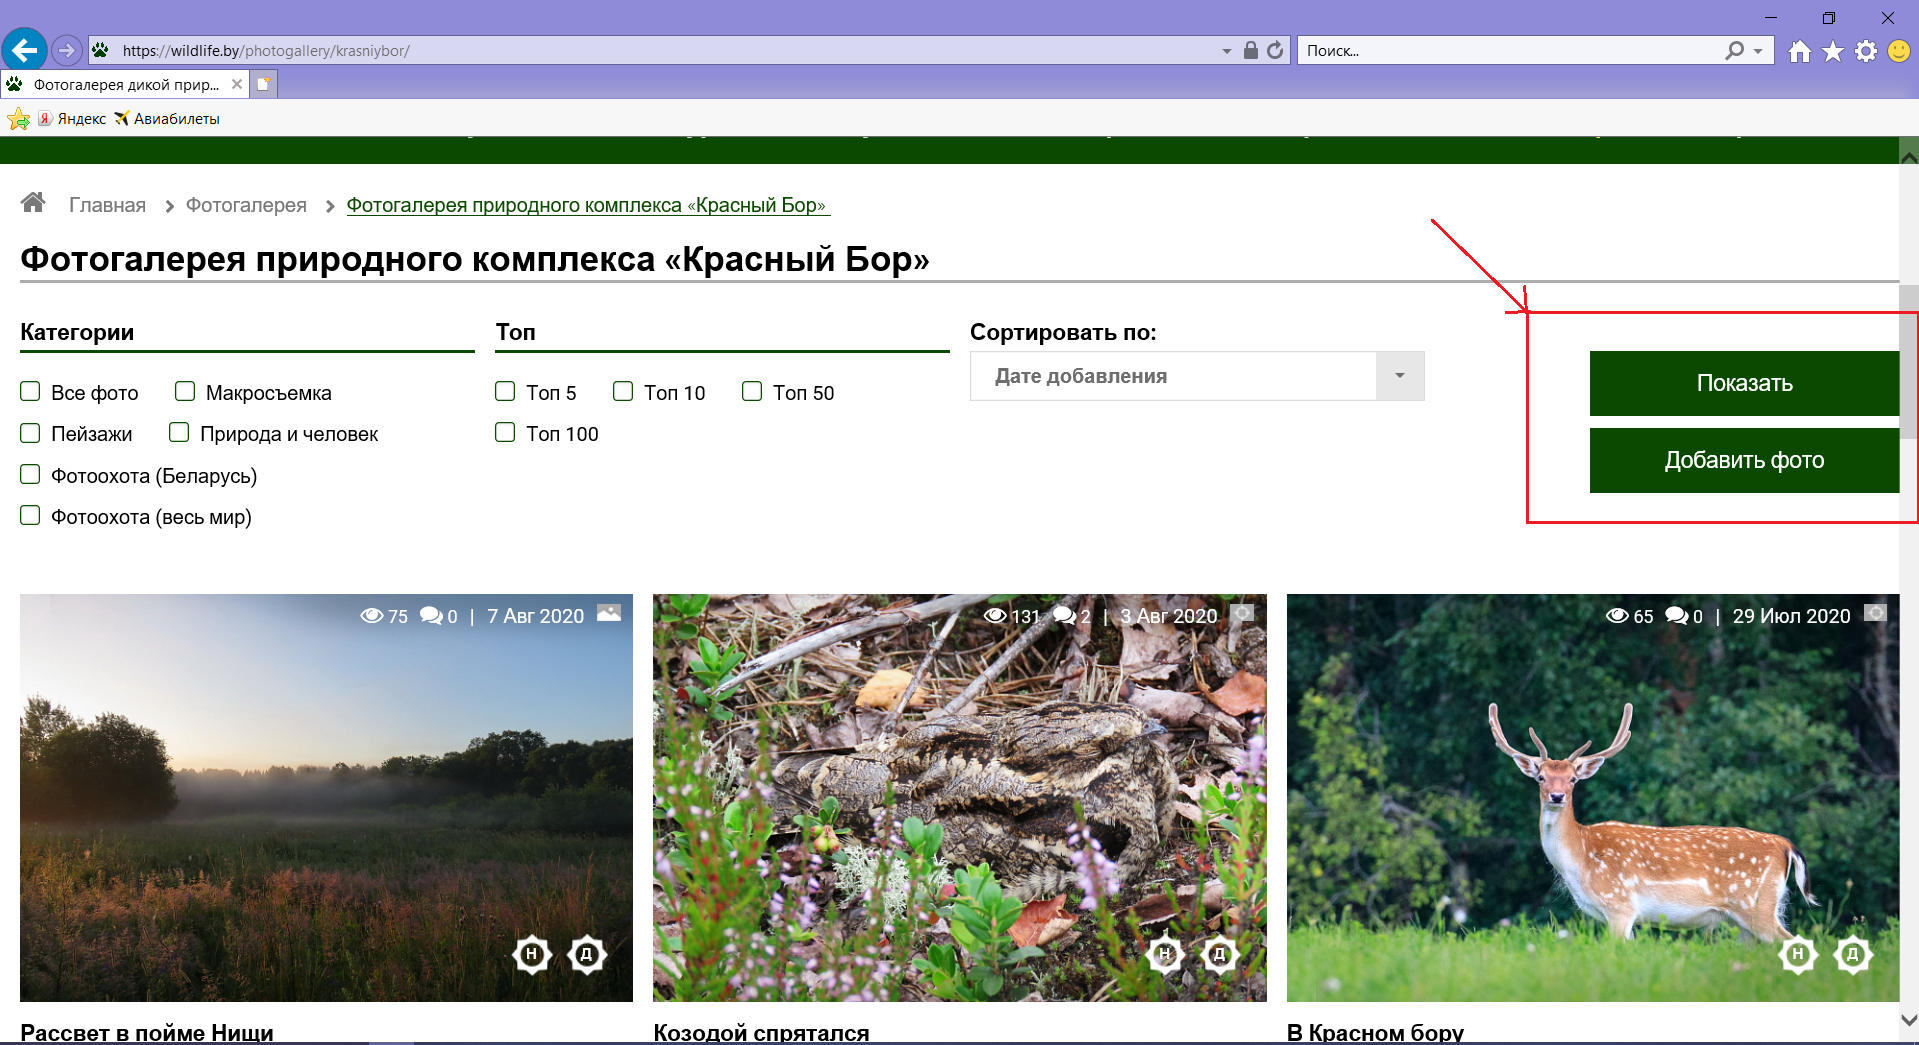 https://wildlife.by/photogallery/krasniybor/
Поиск...
Фотогалерея дикой прир...
Яндекс
Авиабилеты
Главная
Фотогалерея
Фотогалерея природного комплекса «Красный Бор»
Фотогалерея природного комплекса «Красный Бор»
Категории
Топ
Сортировать по:
Дате добавления
Показать
Все фото
Макросъемка
Топ 5
Топ 10
Топ 50
Пейзажи
Природа и человек
Топ 100
Добавить фото
Фотоохота (Беларусь)
Фотоохота (весь мир)
75 0 | 7 Авг 2020
131 2 | 3 Авг 2020
65 0 | 29 Июл 2020
Н Д
Н Д
Н Д
Рассвет в пойме Нищи
Козодой спрятался
В Красном бору